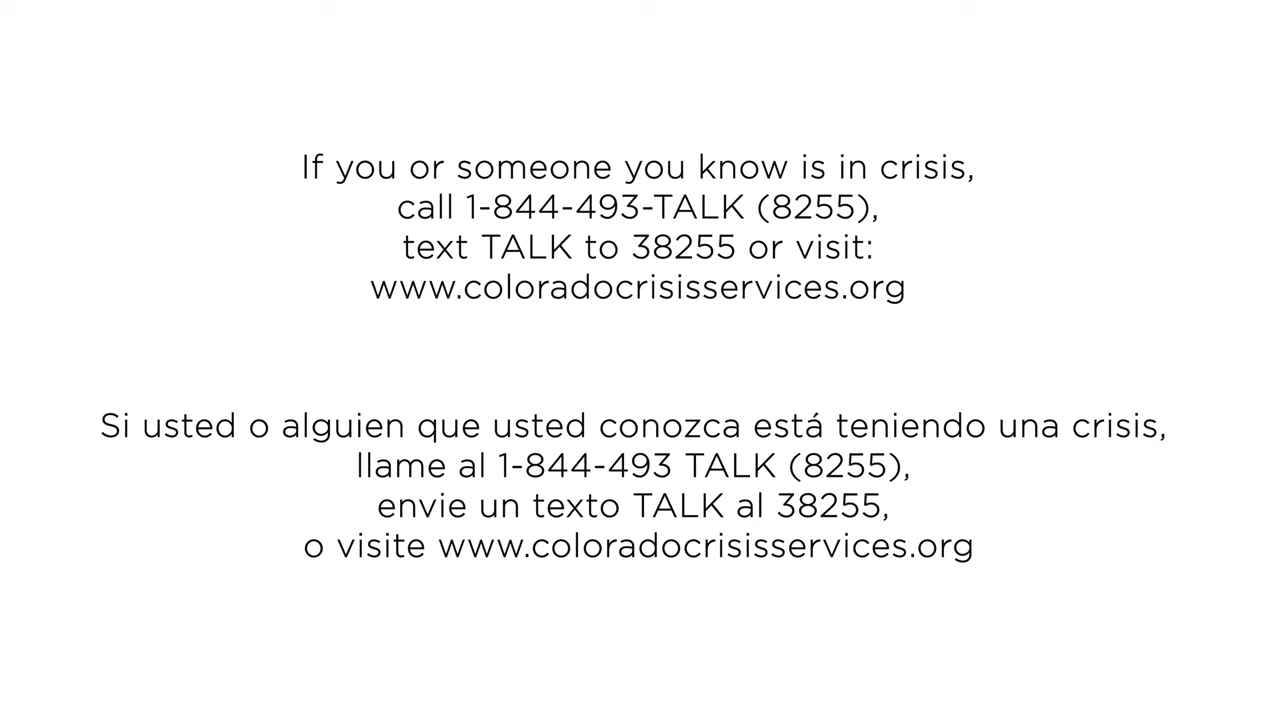 If you or someone you know is in crisis,
call 1-844-493-TALK (8255),
text TALK to 38255 or visit:
www.coloradocrisisservices.org
Si usted o alguien que usted conozca está teniendo una crisis,
llame al 1-844-493 TALK (8255),
envie un texto TALK al 38255,
o visite www.coloradocrisisservices.org